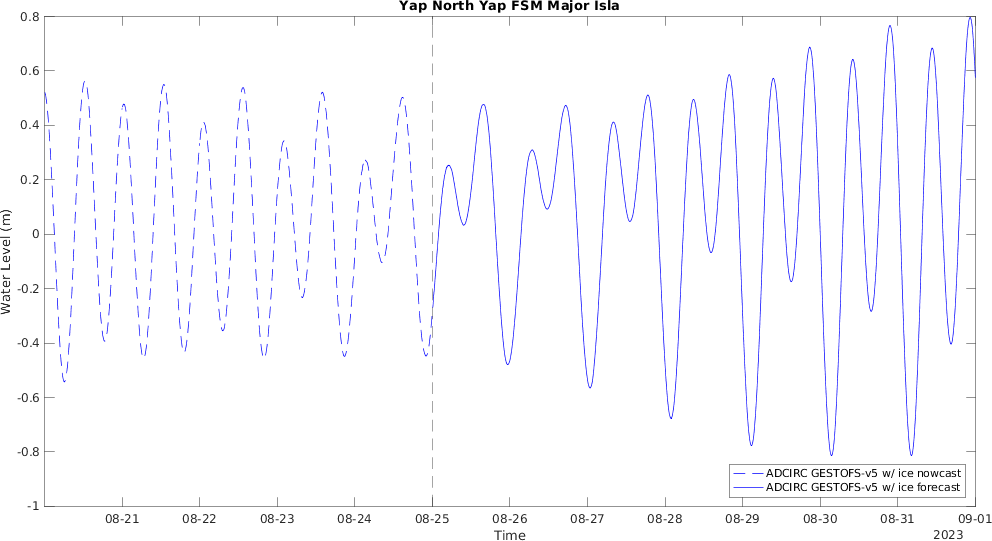 Yap North Yap FSM Major Isla
0.8
0.6
0.4
0.2
0
-0.2
-0.4
-0.6
-0.8
-1
Water Level (m)
08-21 08-22 08-23 08-24 08-25 08-26 08-27 08-28 08-29 08-30 08-31 09-01
Time
2023
ADCIRC GESTOFS-v5 w/ ice nowcast
ADCIRC GESTOFS-v5 w/ ice forecast